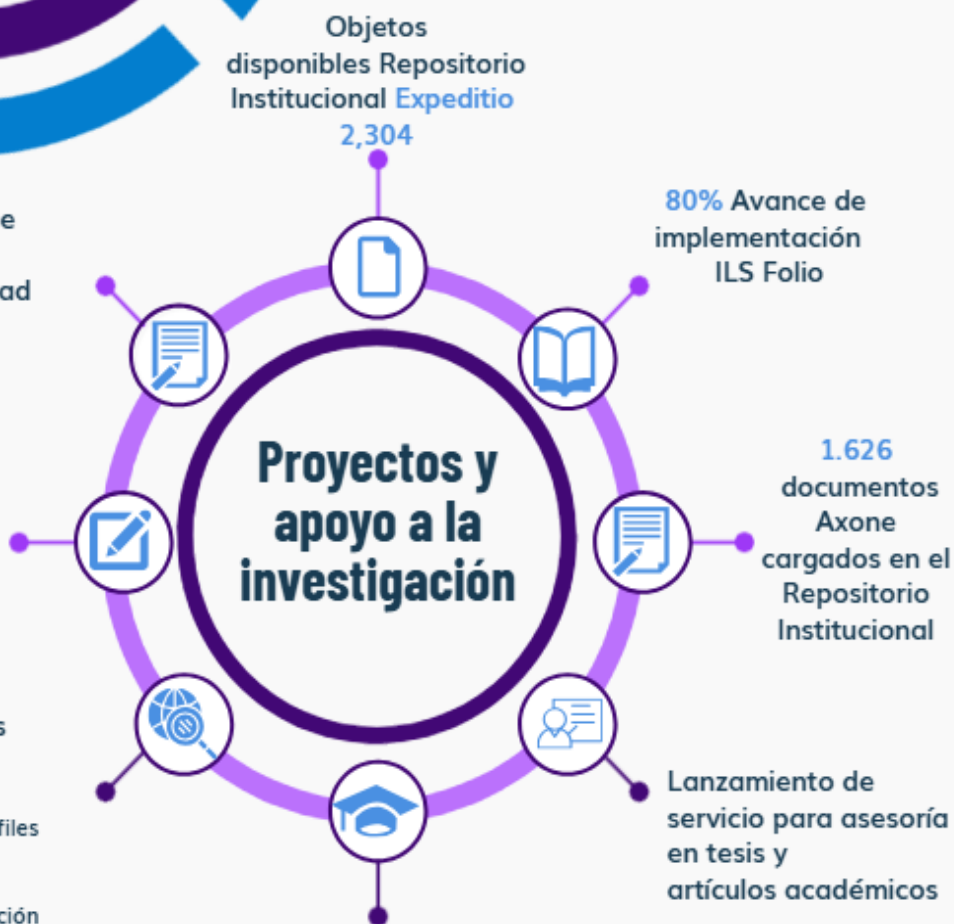 Objetos
disponibles Repositorio
Institucional Expeditio
2,304
80% Avance de
implementación
ILS Folio
Proyectos y
apoyo a la
investigación
1.626
documentos
Axone
cargados en el
Repositorio
Institucional
Lanzamiento de
servicio para asesoría
en tesis y
artículos académicos